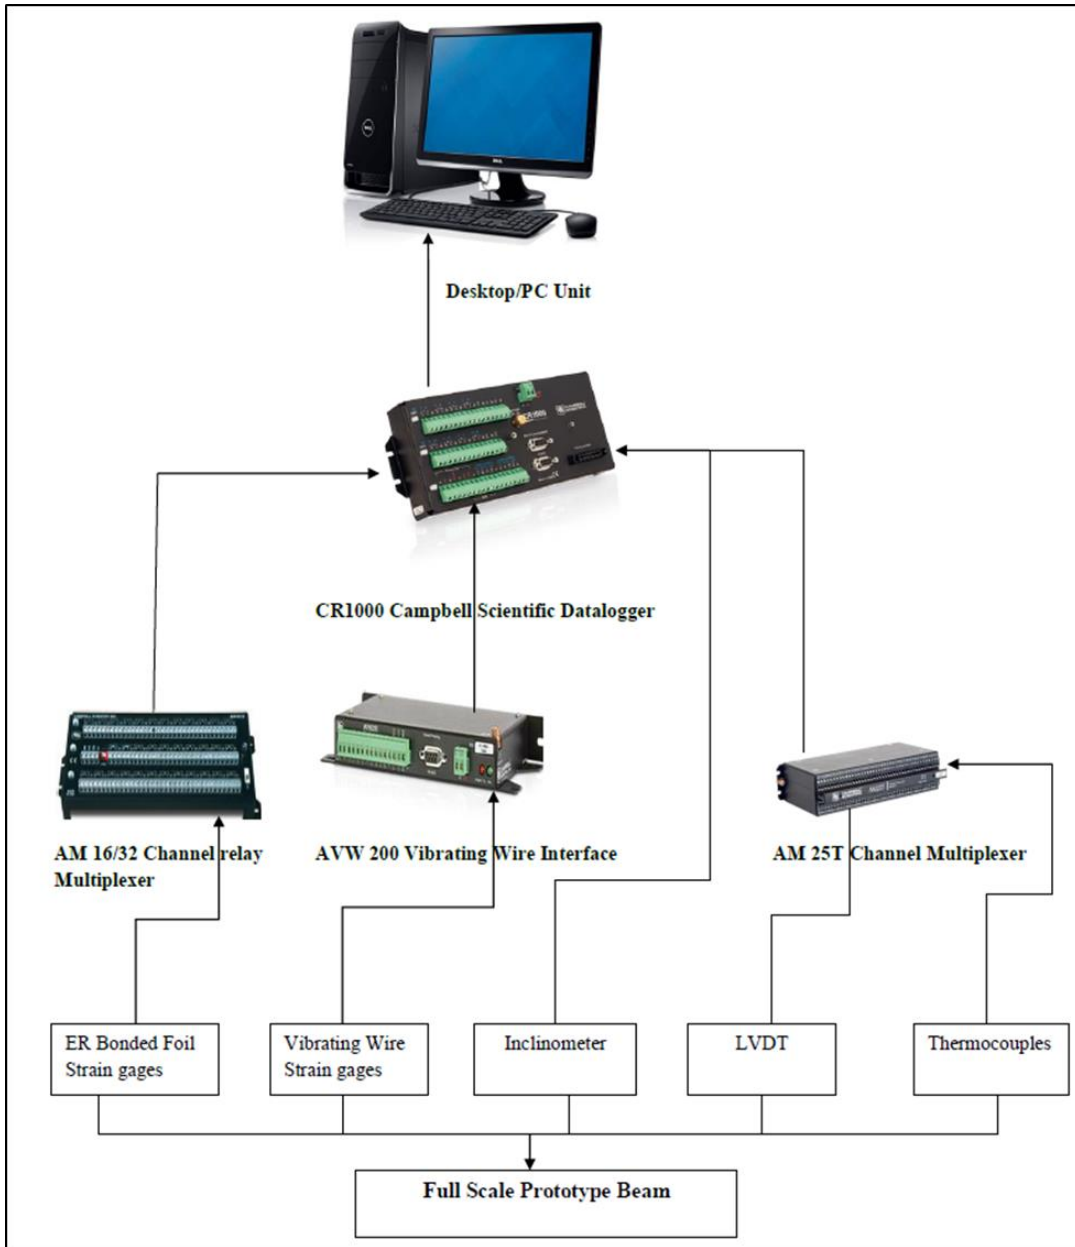 Desktop/PC Unit
CR1000 Campbell Scientific Datalogger
AM 16/32 Channel relay
Multiplexer
AVW 200 Vibrating Wire Interface
AM 25T Channel Multiplexer
ER Bonded Foil
Strain gages
Vibrating Wire
Strain gages
Inclinometer
LVDT
Thermocouples
Full Scale Prototype Beam